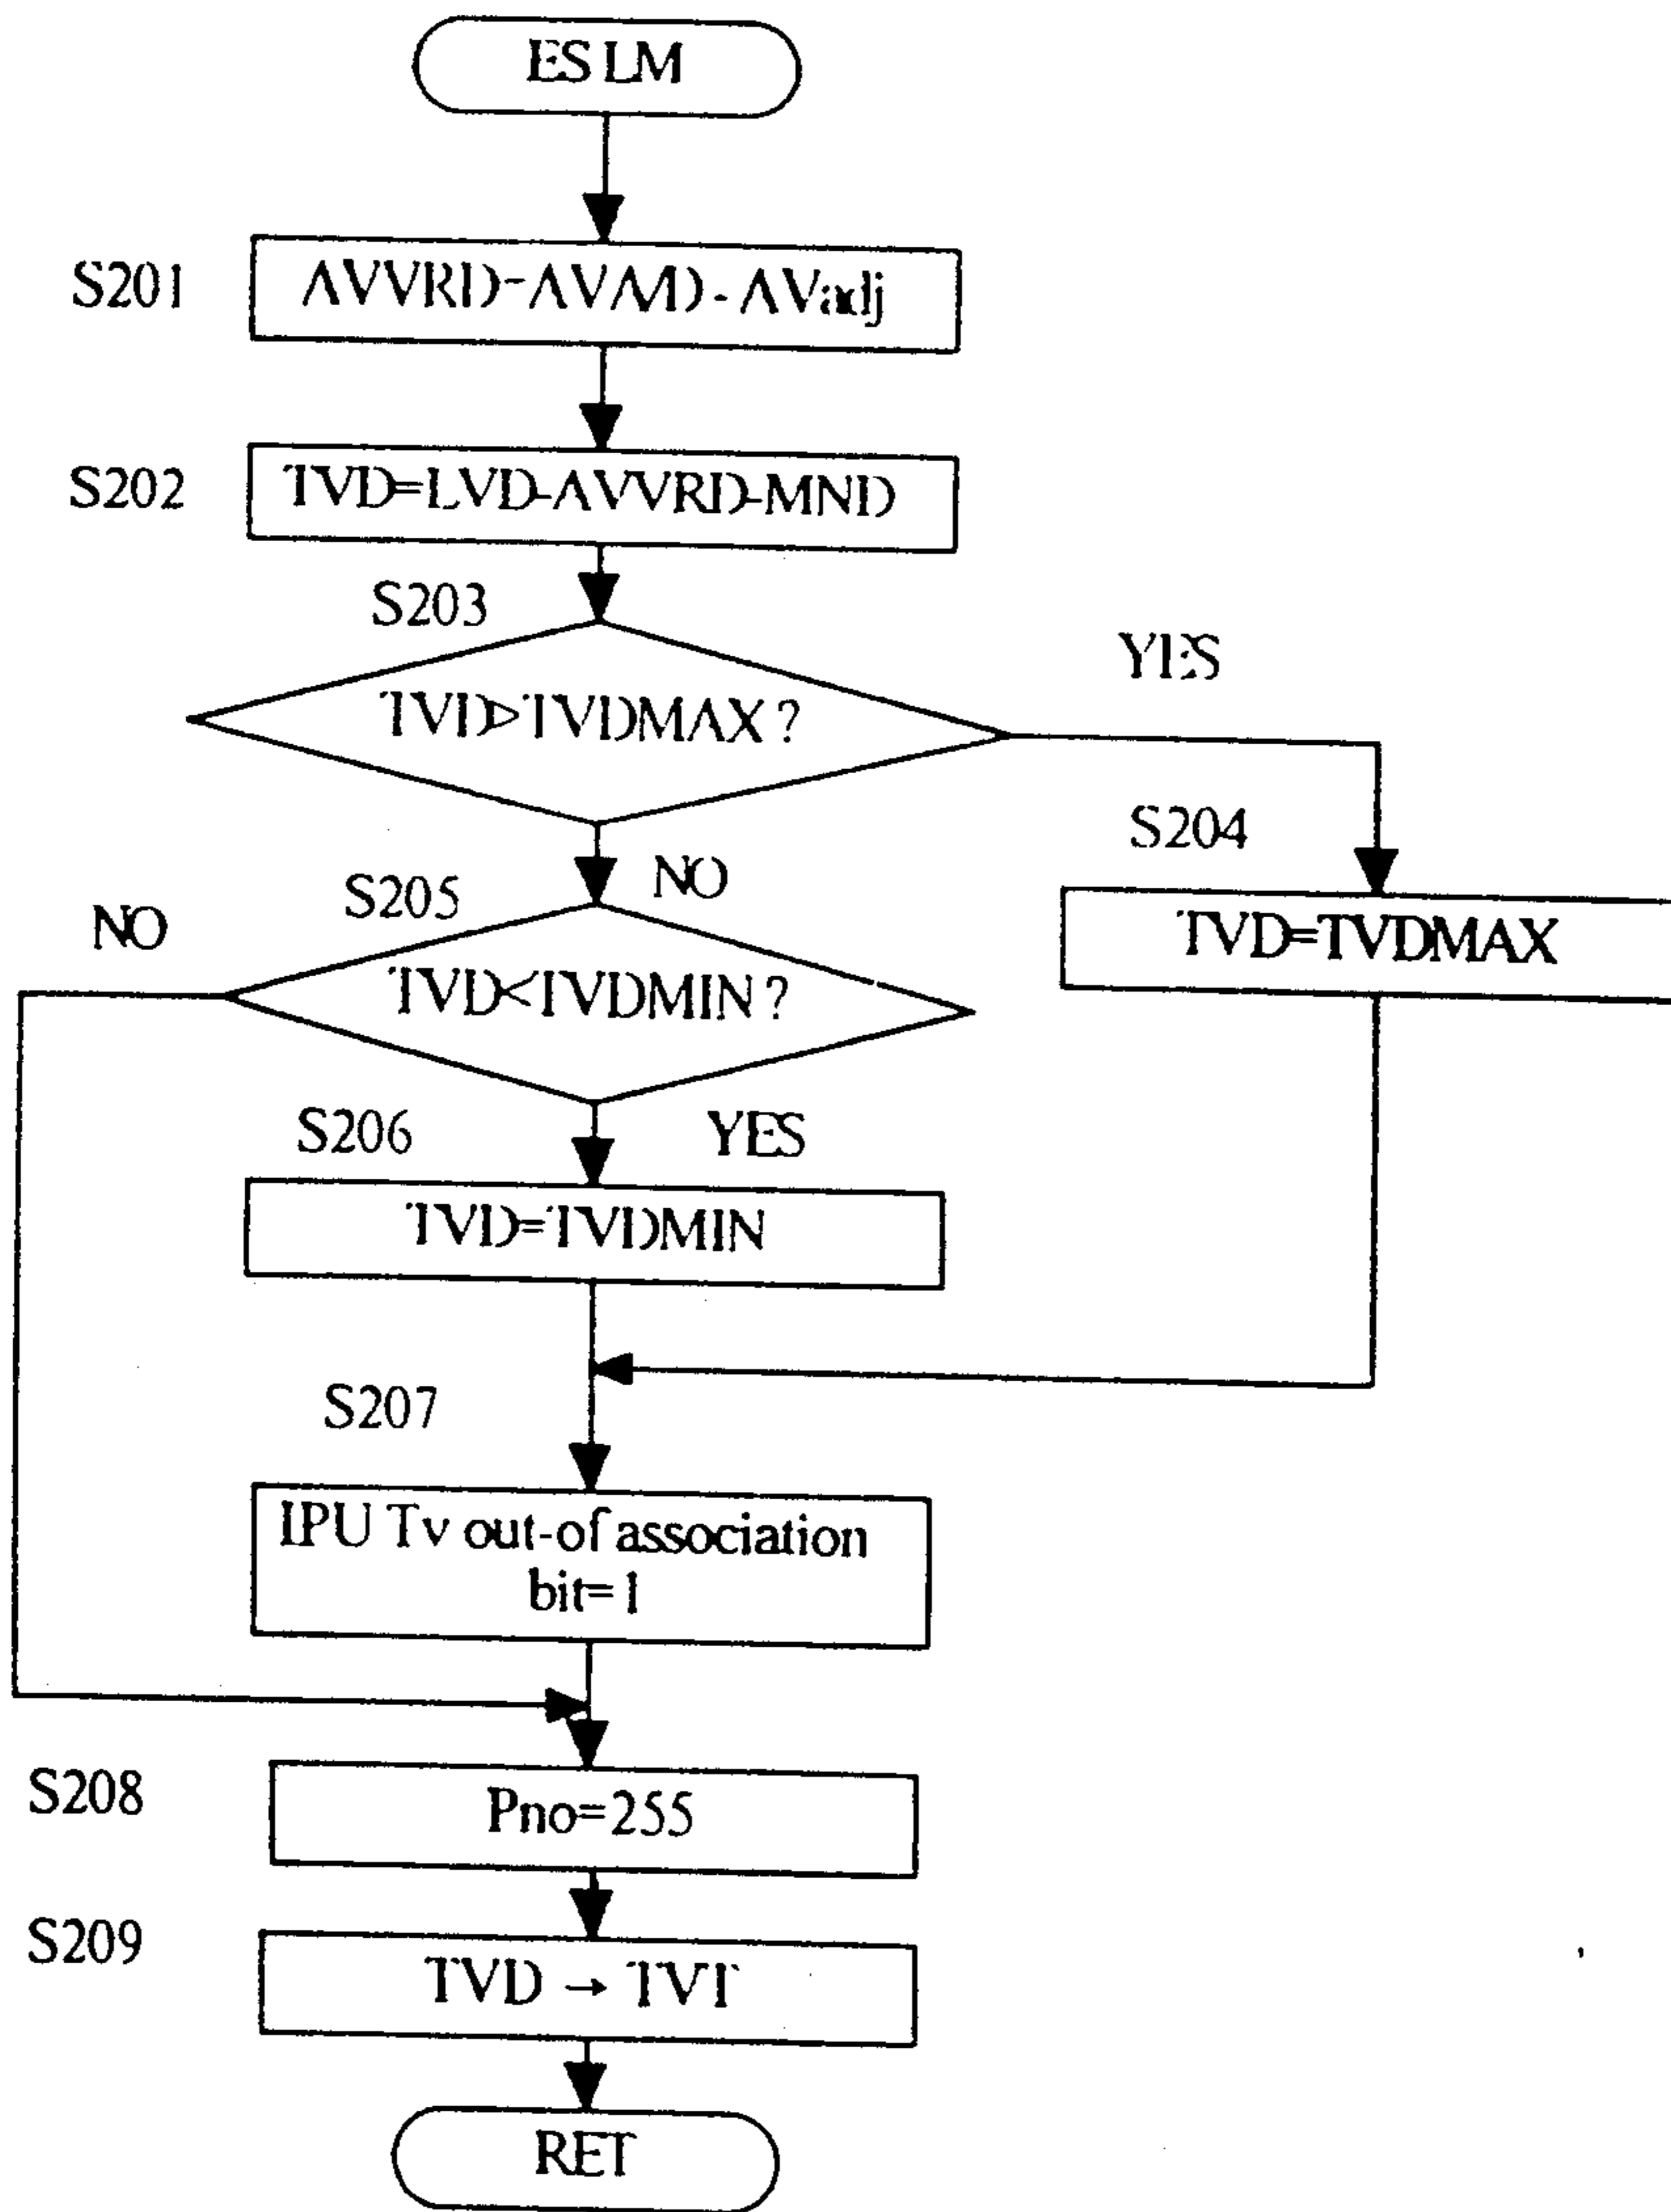 ES LM
S201
AVVRD=AVMD-AVadj
S202
TVD=LVD-AVVRD-MND
S203
TVD>TVDMAX?
YES
S204
TVD=TVDMAX
NO
S205
NO
TVD<TVDMIN?
S206
YES
TVD=TVDMIN
S207
IPU Tv out-of association
bit=1
S208
Pno=255
S209
TVD → TVT
RET